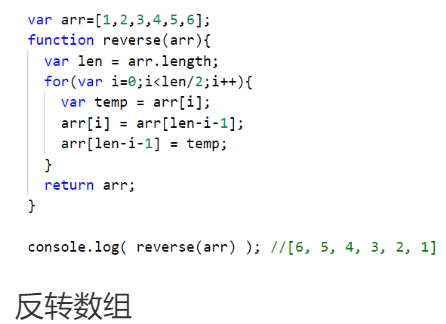 var arr=[1,2,3,4,5,6];
function reverse(arr){
  var len = arr.length;
  for(var i=0;i<len/2;i++){
    var temp = arr[i];
    arr[i] = arr[len-i-1];
    arr[len-i-1] = temp;
  }
  return arr;
}
console.log( reverse(arr) ); //[6, 5, 4, 3, 2, 1]
反转数组